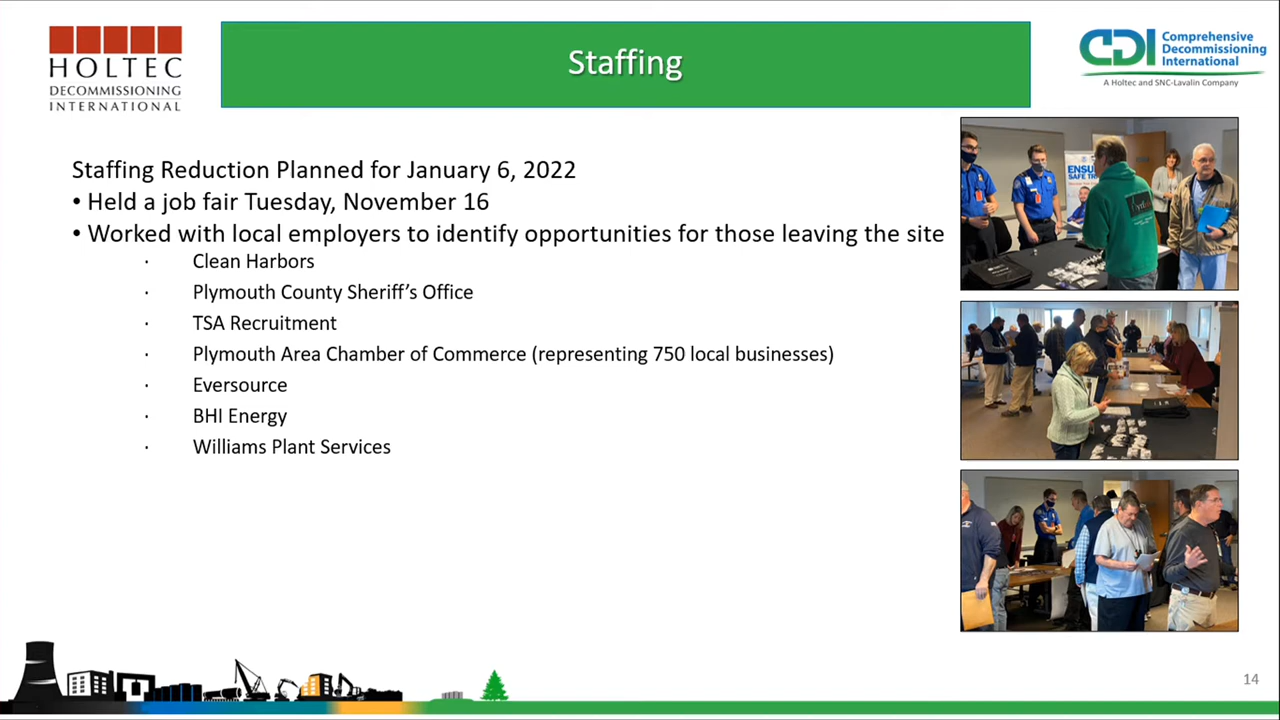 HOLTEC
DECOMMISSIONING
INTERNATIONAL
Staffing
CDI Comprehensive
Decommissioning
International
A Holtec and SNC-Lavalin Company
Staffing Reduction Planned for January 6, 2022
• Held a job fair Tuesday, November 16
• Worked with local employers to identify opportunities for those leaving the site
· Clean Harbors
· Plymouth County Sheriff’s Office
· TSA Recruitment
· Plymouth Area Chamber of Commerce (representing 750 local businesses)
· Eversource
· BHI Energy
· Williams Plant Services
ENSU
SAFE TR
14